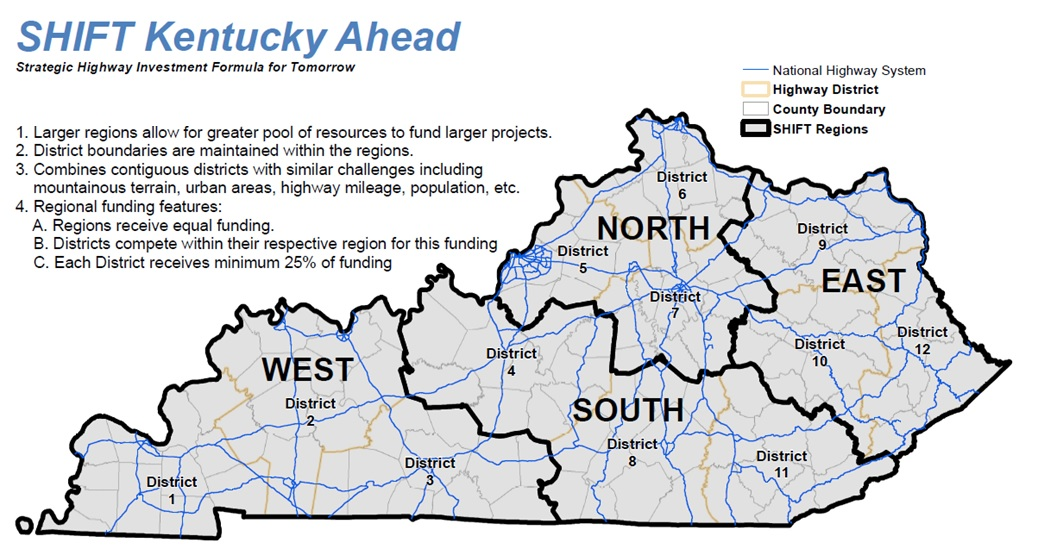 SHIFT Kentucky Ahead
Strategic Highway Investment Formula for Tomorrow
National Highway System
Highway District
County Boundary
SHIFT Regions
1. Larger regions allow for greater pool of resources to fund larger projects.
2. District boundaries are maintained within the regions.
3. Combines contiguous districts with similar challenges including
mountainous terrain, urban areas, highway mileage, population, etc.
4. Regional funding features:
A. Regions receive equal funding.
B. Districts compete within their respective region for this funding
C. Each District receives minimum 25% of funding
District
6
NORTH
District
9
District
5
EAST
District
7
District
12
District
10
District
4
WEST
District
2
SOUTH
District
8
District
11
District
3
District
1